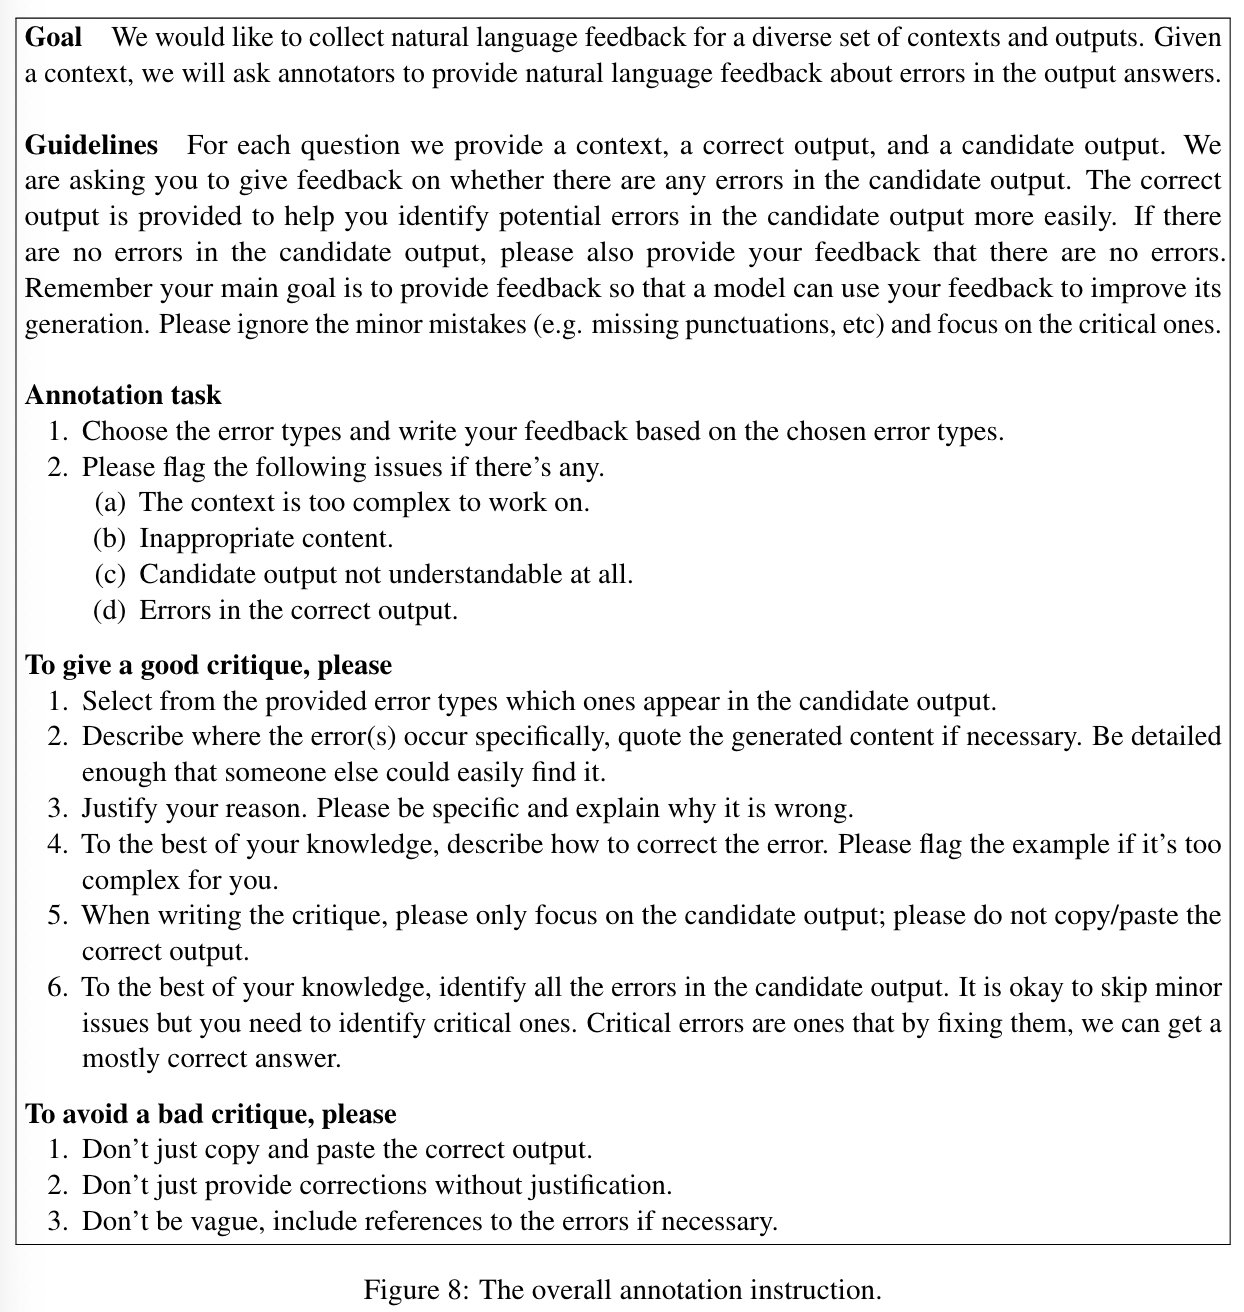 Goal We would like to collect natural language feedback for a diverse set of contexts and outputs. Given
a context, we will ask annotators to provide natural language feedback about errors in the output answers.
Guidelines For each question we provide a context, a correct output, and a candidate output. We
are asking you to give feedback on whether there are any errors in the candidate output. The correct
output is provided to help you identify potential errors in the candidate output more easily. If there
are no errors in the candidate output, please also provide your feedback that there are no errors.
Remember your main goal is to provide feedback so that a model can use your feedback to improve its
generation. Please ignore the minor mistakes (e.g. missing punctuations, etc) and focus on the critical ones.
Annotation task
1. Choose the error types and write your feedback based on the chosen error types.
2. Please flag the following issues if there's any.
(a) The context is too complex to work on.
(b) Inappropriate content.
(c) Candidate output not understandable at all.
(d) Errors in the correct output.
To give a good critique, please
1. Select from the provided error types which ones appear in the candidate output.
2. Describe where the error(s) occur specifically, quote the generated content if necessary. Be detailed
enough that someone else could easily find it.
3. Justify your reason. Please be specific and explain why it is wrong.
4. To the best of your knowledge, describe how to correct the error. Please flag the example if it's too
complex for you.
5. When writing the critique, please only focus on the candidate output; please do not copy/paste the
correct output.
6. To the best of your knowledge, identify all the errors in the candidate output. It is okay to skip minor
issues but you need to identify critical ones. Critical errors are ones that by fixing them, we can get a
mostly correct answer.
To avoid a bad critique, please
1. Don't just copy and paste the correct output.
2. Don't just provide corrections without justification.
3. Don't be vague, include references to the errors if necessary.
Figure 8: The overall annotation instruction.